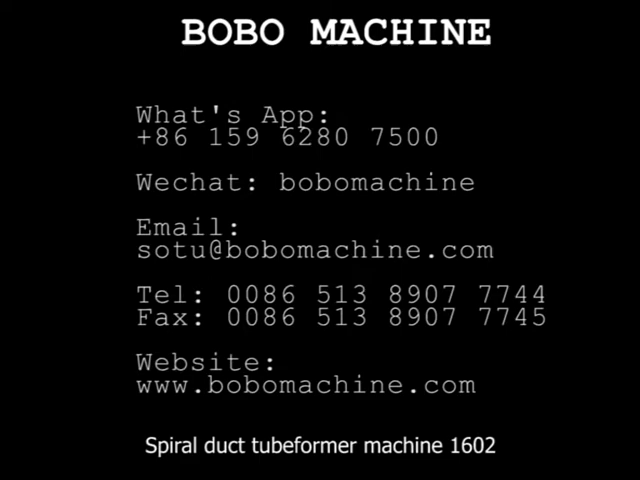 BOBO MACHINE
What's App:
+86 159 6280 7500
Wechat: bobomachine
Email:
sotu@bobomachine.com
Tel: 0086 513 8907 7744
Fax: 0086 513 8907 7745
Website:
www.bobomachine.com
Spiral duct tubeformer machine 1602